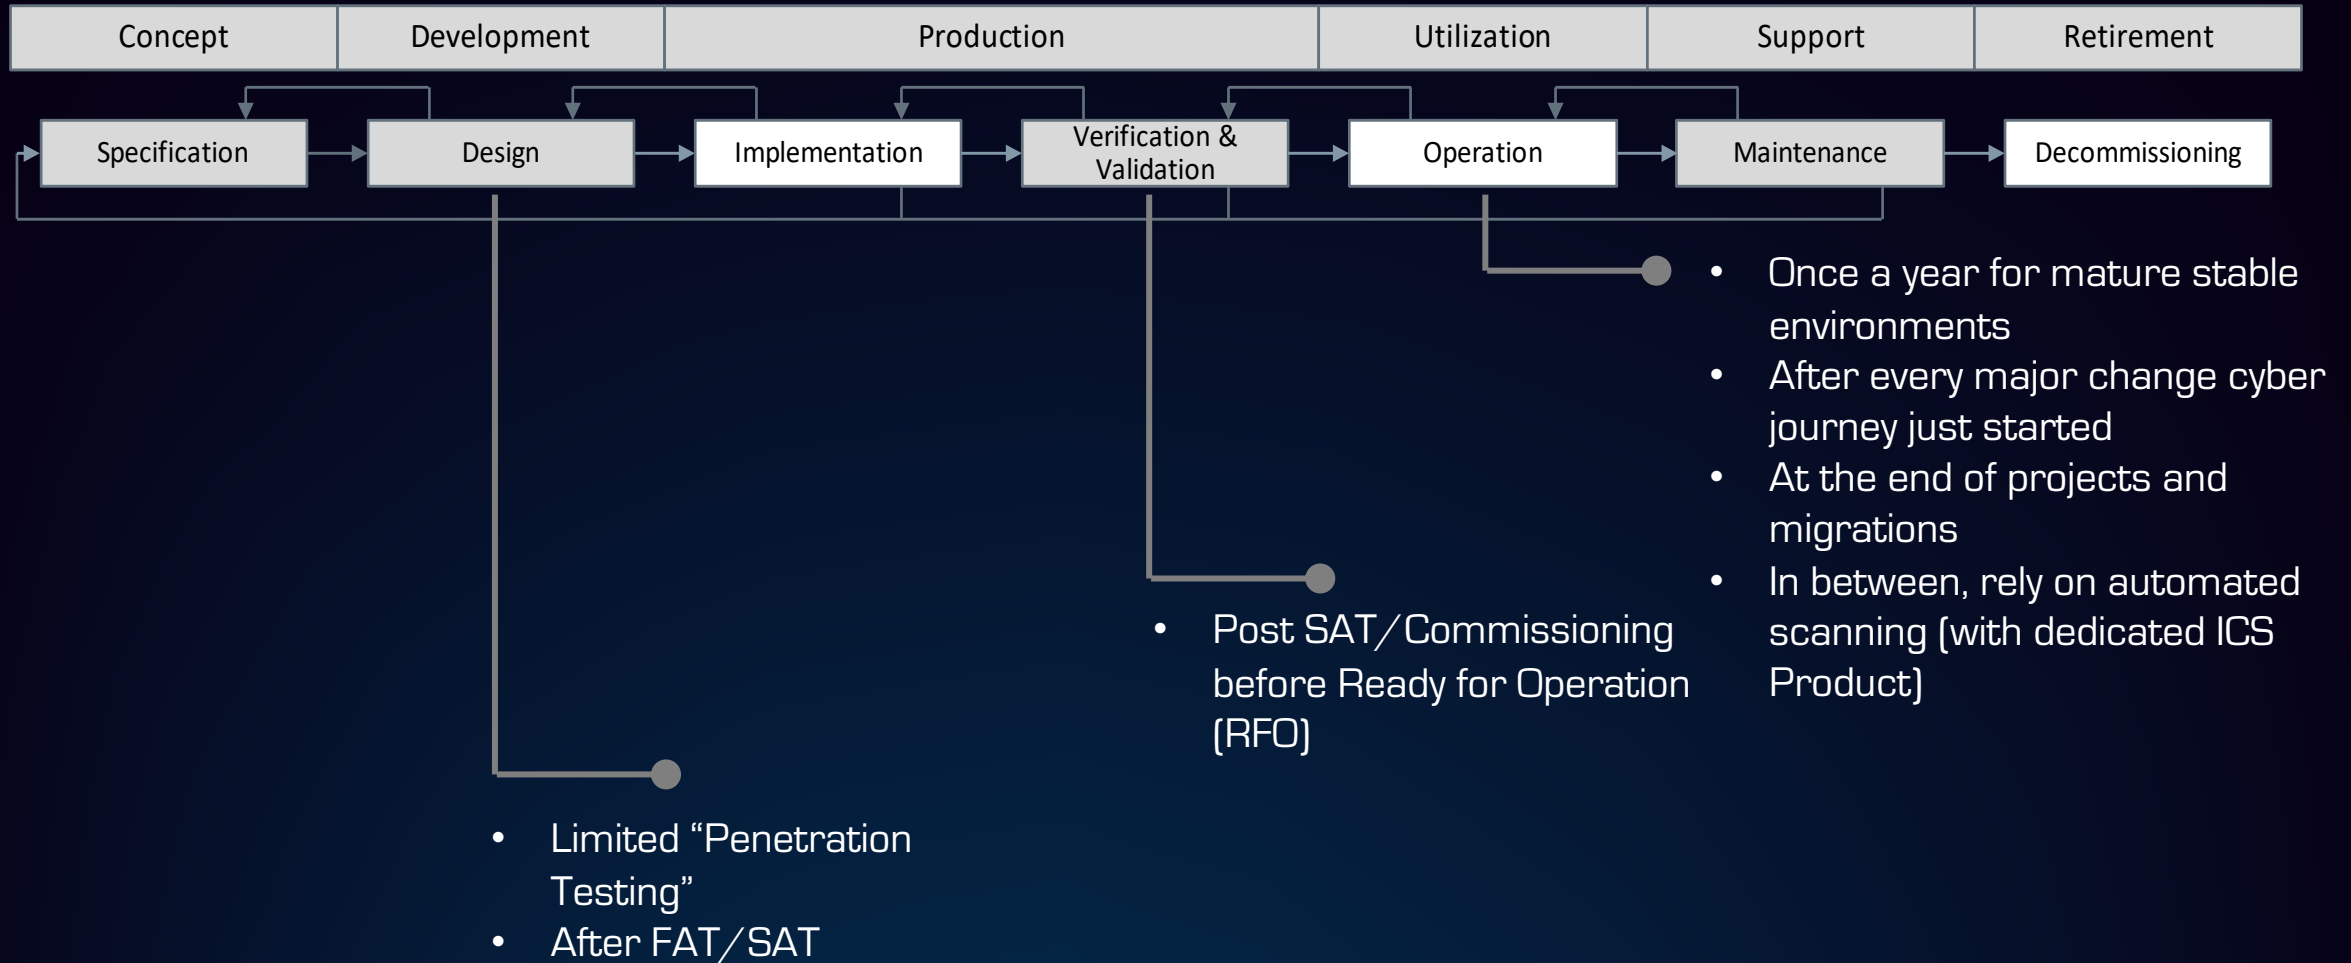 Concept
Development
Production
Utilization
Support
Retirement
Specification
Design
Implementation
Verification &
Validation
Operation
Maintenance
Decommissioning
• Once a year for mature stable
environments
• After every major change cyber
journey just started
• At the end of projects and
migrations
• In between, rely on automated
scanning (with dedicated ICS
Product)
• Post SAT/Commissioning
before Ready for Operation
(RFO)
• Limited “Penetration
Testing”
• After FAT/SAT